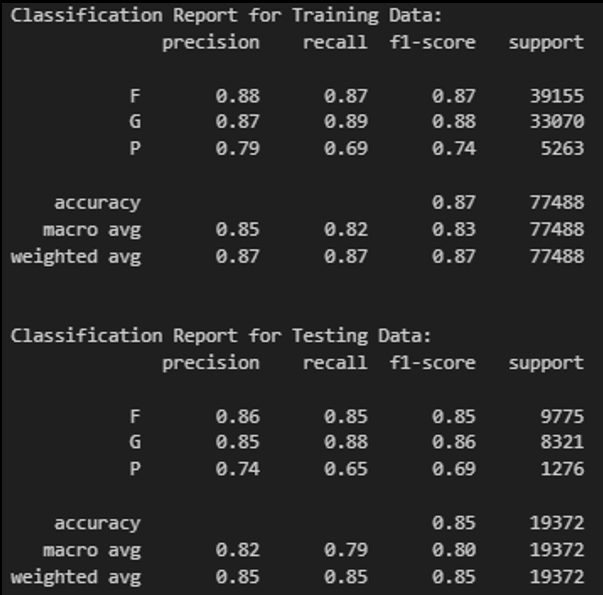 Classification Report for Training Data:
precision recall f1-score support
F 0.88 0.87 0.87 39155
G 0.87 0.89 0.88 33070
P 0.79 0.69 0.74 5263
accuracy 0.87 77488
macro avg 0.85 0.82 0.83 77488
weighted avg 0.87 0.87 0.87 77488
Classification Report for Testing Data:
precision recall f1-score support
F 0.86 0.85 0.85 9775
G 0.85 0.88 0.86 8321
P 0.74 0.65 0.69 1276
accuracy 0.85 19372
macro avg 0.82 0.79 0.80 19372
weighted avg 0.85 0.85 0.85 19372